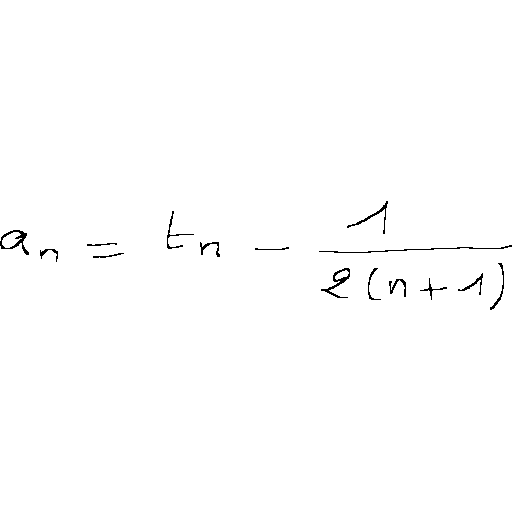 a_n = t_n - \frac{1}{2(n+1)}